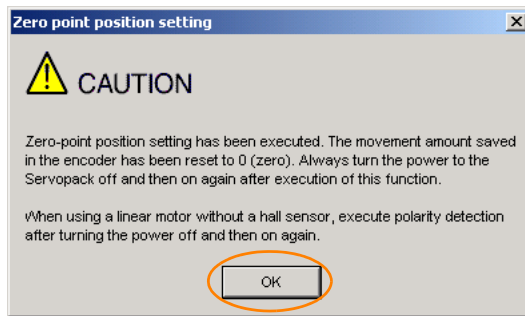 Zero point position setting
CAUTION
Zero-point position setting has been executed. The movement amount saved
in the encoder has been reset to 0 (zero). Always turn the power to the
Servopack off and then on again after execution of this function.
When using a linear motor without a hall sensor, execute polarity detection
after turning the power off and then on again.
OK